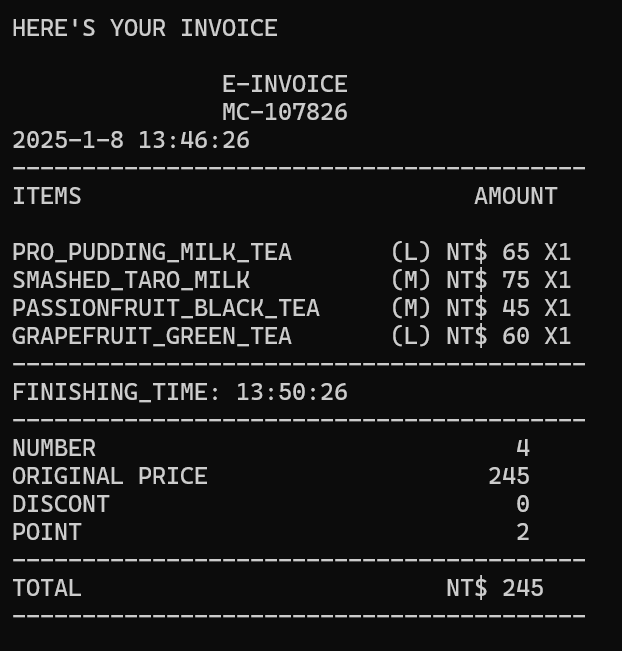 HERE'S YOUR INVOICE
E-INVOICE
MC-107826
2025-1-8 13:46:26
------------------------------------------
ITEMS AMOUNT
PRO_PUDDING_MILK_TEA (L) NT$ 65 X1
SMASHED_TARO_MILK (M) NT$ 75 X1
PASSIONFRUIT_BLACK_TEA (M) NT$ 45 X1
GRAPEFRUIT_GREEN_TEA (L) NT$ 60 X1
------------------------------------------
FINISHING_TIME: 13:50:26
------------------------------------------
NUMBER 4
ORIGINAL PRICE 245
DISCONT 0
POINT 2
------------------------------------------
TOTAL NT$ 245
------------------------------------------